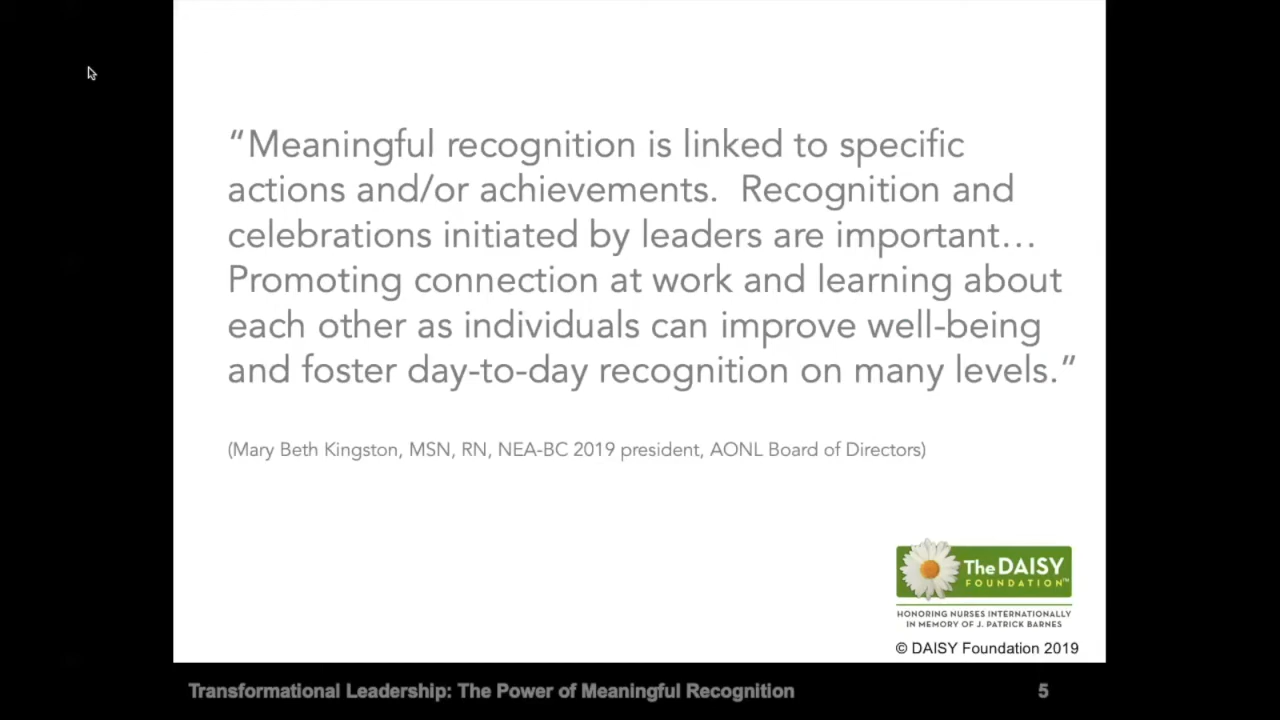 “Meaningful recognition is linked to specific
actions and/or achievements.  Recognition and
celebrations initiated by leaders are important…
Promoting connection at work and learning about
each other as individuals can improve well-being
and foster day-to-day recognition on many levels.”
(Mary Beth Kingston, MSN, RN, NEA-BC 2019 president, AONL Board of Directors)
The DAISY
FOUNDATION™
HONORING NURSES INTERNATIONALLY
IN MEMORY OF J. PATRICK BARNES
© DAISY Foundation 2019
Transformational Leadership: The Power of Meaningful Recognition 5